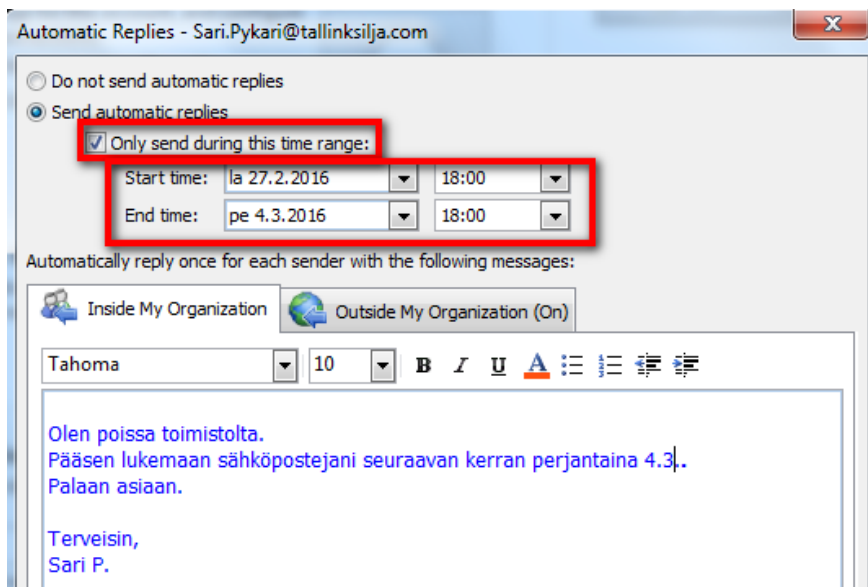 Automatic Replies - Sari.Pykari@tallinksilja.com
X
Do not send automatic replies
Send automatic replies
Only send during this time range:
Start time: la 27.2.2016 18:00
End time: pe 4.3.2016 18:00
Automatically reply once for each sender with the following messages:
Inside My Organization Outside My Organization (On)
Tahoma 10 B I U A
Olen poissa toimistolta.
Pääsen lukemaan sähköpostejani seuraavan kerran perjantaina 4.3..
Palaan asiaan.
Terveisin,
Sari P.